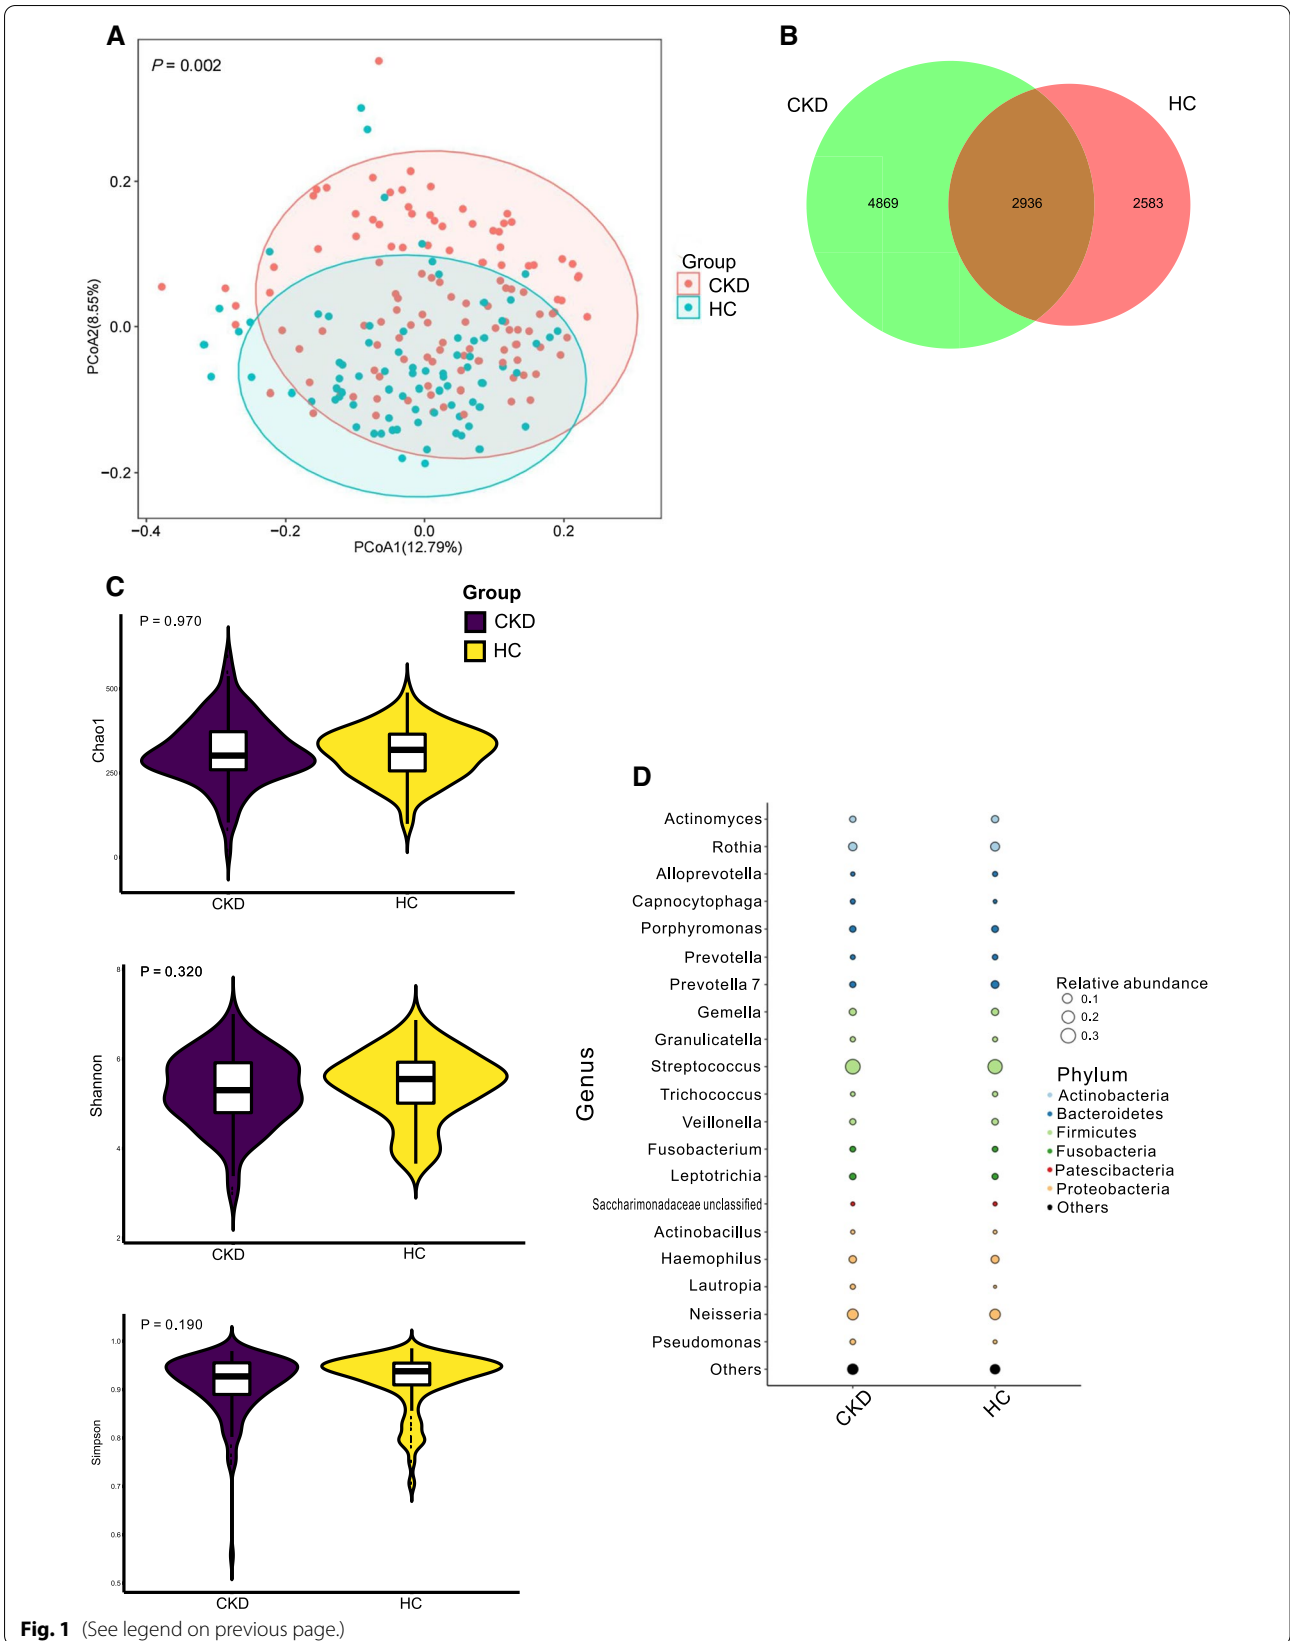 A
P = 0.002
0.2
0.0
−0.2
−0.4
−0.2
0.0
0.2
PCoA2(8.55%)
PCoA1(12.79%)
Group
CKD
HC
B
CKD
HC
4869
2936
2583
C
Group
CKD
HC
P = 0.970
Chao1
500
250
0
CKD
HC
P = 0.320
Shannon
8
6
4
2
CKD
HC
P = 0.190
Simpson
1.0
0.9
0.8
0.7
0.6
0.5
CKD
HC
D
Genus
Actinomyces
Rothia
Alloprevotella
Capnocytophaga
Porphyromonas
Prevotella
Prevotella 7
Gemella
Granulicatella
Streptococcus
Trichococcus
Veillonella
Fusobacterium
Leptotrichia
Saccharimonadaceae unclassified
Actinobacillus
Haemophilus
Lautropia
Neisseria
Pseudomonas
Others
CKD
HC
Relative abundance
0.1
0.2
0.3
Phylum
Actinobacteria
Bacteroidetes
Firmicutes
Fusobacteria
Patescibacteria
Proteobacteria
Others
Fig. 1 (See legend on previous page.)